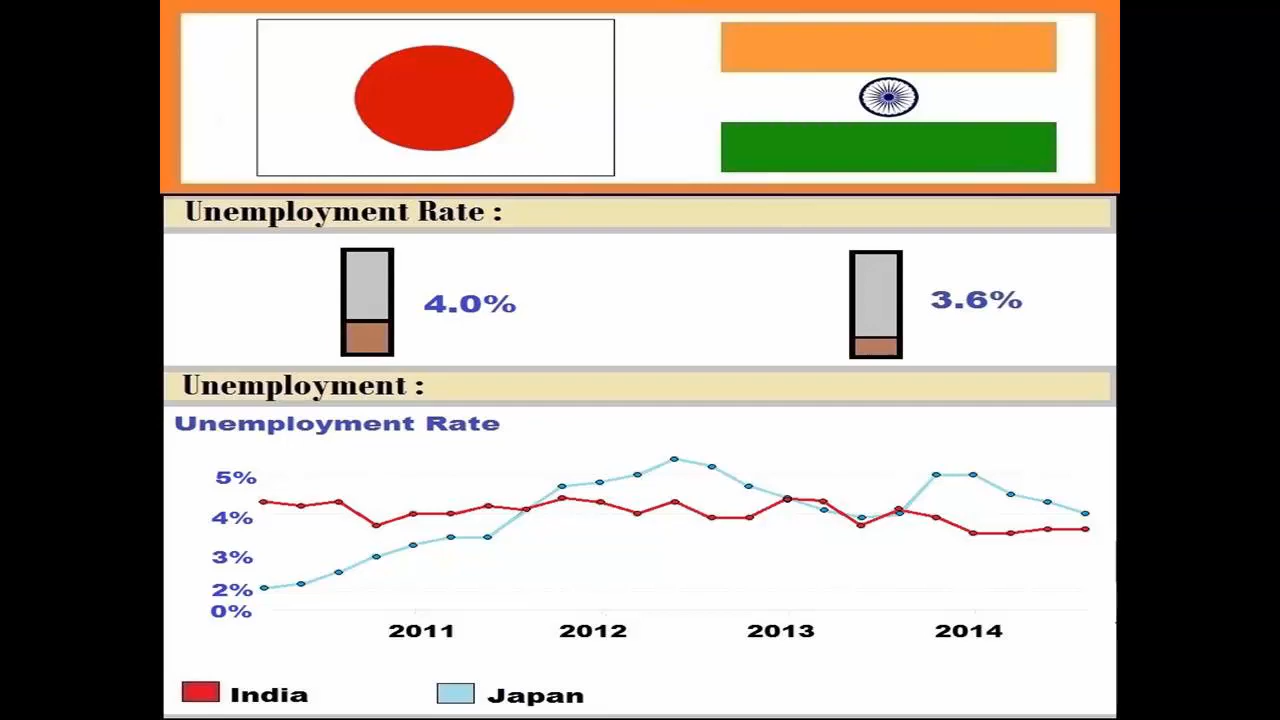 Unemployment Rate :
4.0%
3.6%
Unemployment :
Unemployment Rate
5%
4%
3%
2%
0%
2011 2012 2013 2014
India Japan